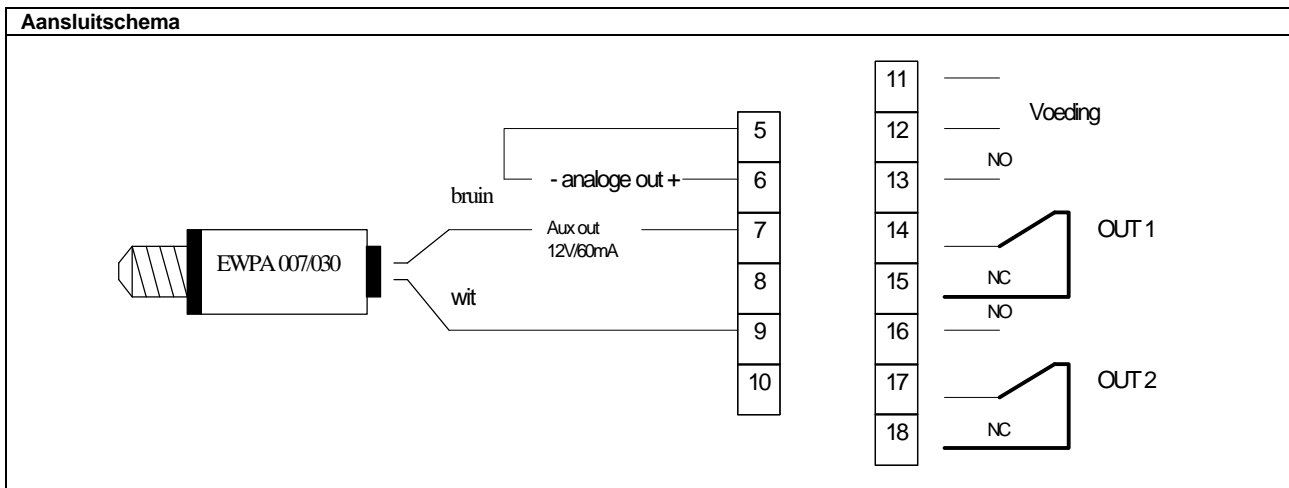 Aansluitschema
11
Voeding
5
12
NO
- analoge out +
6
13
bruin
Aux out
12V/60mA
7
14
OUT 1
EWPA 007/030
8
15
NC
wit
NO
9
16
10
17
OUT 2
18
NC